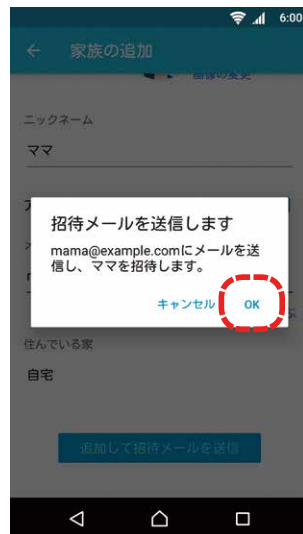 6:00
家族の追加
画像の変更
ニックネーム
ママ
招待メールを送信します
mama@example.comにメールを送
信し、ママを招待します。
キャンセル OK
住んでいる家
自宅
追加して招待メールを送信